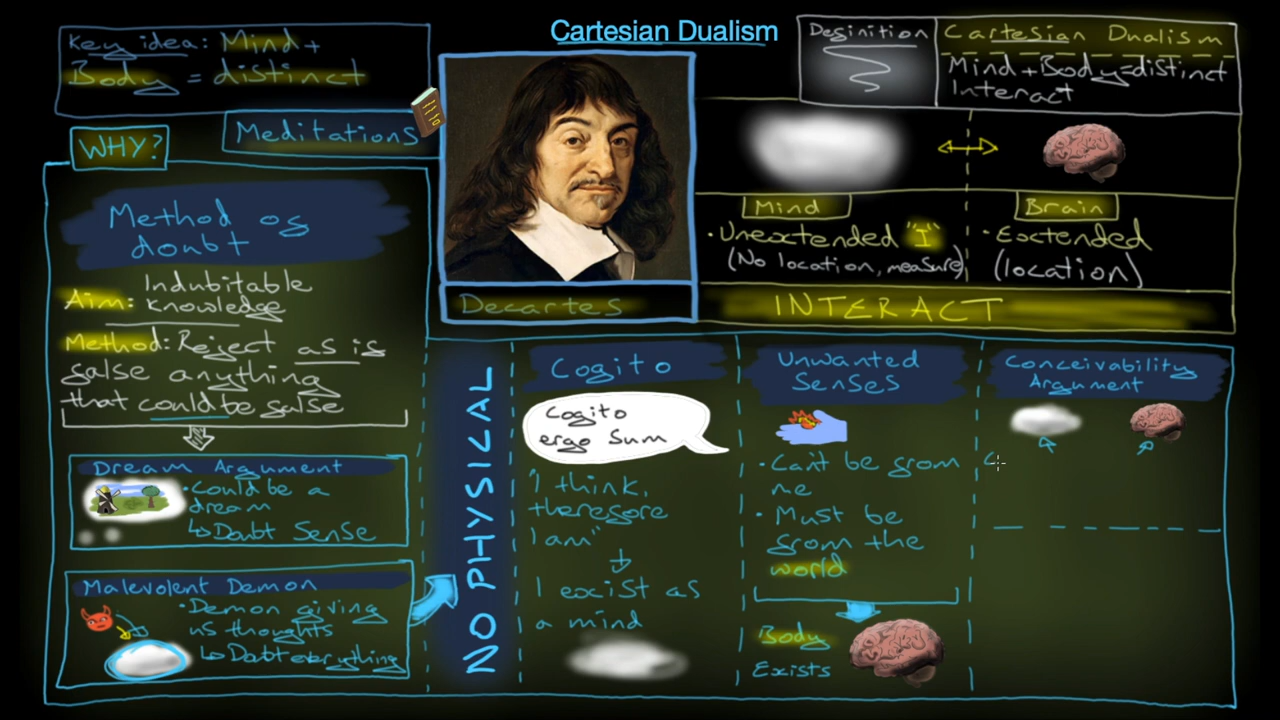 Cartesian Dualism
Key idea: Mind +
Body = distinct
Meditations
WHY?
Method of
doubt
Aim: Indubitable
knowledge
Method: Reject as is
false anything
that could be false
Dream Argument
• Could be a
dream
↳ Doubt Sense
Malevolent Demon
• Demon giving
us thoughts
↳ Doubt everything
Decartes
Definition
Cartesian Dualism
Mind + Body = distinct
Interact
Mind
• Unextended "I"
(No location, measure)
Brain
• Extended
(location)
INTERACT
NO PHYSICAL
Cogito
Cogito
ergo Sum
"I think,
therefore
I am"
I exist as
a mind
Unwanted
Senses
• Can't be from
me
• Must be
from the
world
Body
Exists
Conceivability
Argument